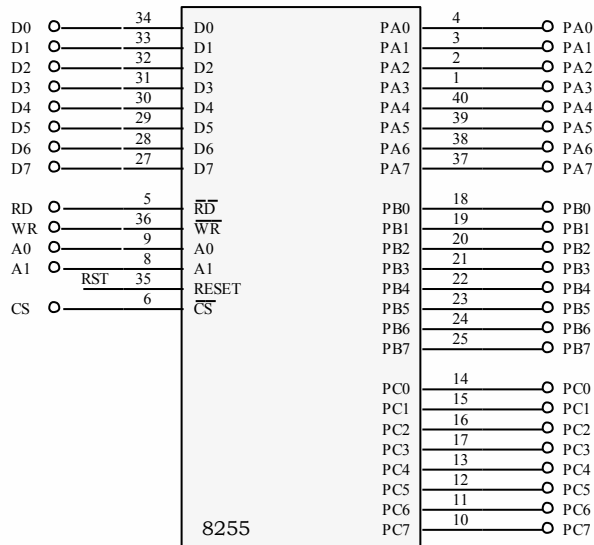 D0 34 D0 PA0 4 PA0
D1 33 D1 PA1 3 PA1
D2 32 D2 PA2 2 PA2
D3 31 D3 PA3 1 PA3
D4 30 D4 PA4 40 PA4
D5 29 D5 PA5 39 PA5
D6 28 D6 PA6 38 PA6
D7 27 D7 PA7 37 PA7
RD 5 RD PB0 18 PB0
WR 36 WR PB1 19 PB1
A0 9 A0 PB2 20 PB2
A1 8 A1 PB3 21 PB3
RST 35 RESET PB4 22 PB4
CS 6 CS PB5 23 PB5
PB6 24 PB6
PB7 25 PB7
PC0 14 PC0
PC1 15 PC1
PC2 16 PC2
PC3 17 PC3
PC4 13 PC4
PC5 12 PC5
PC6 11 PC6
8255 PC7 10 PC7